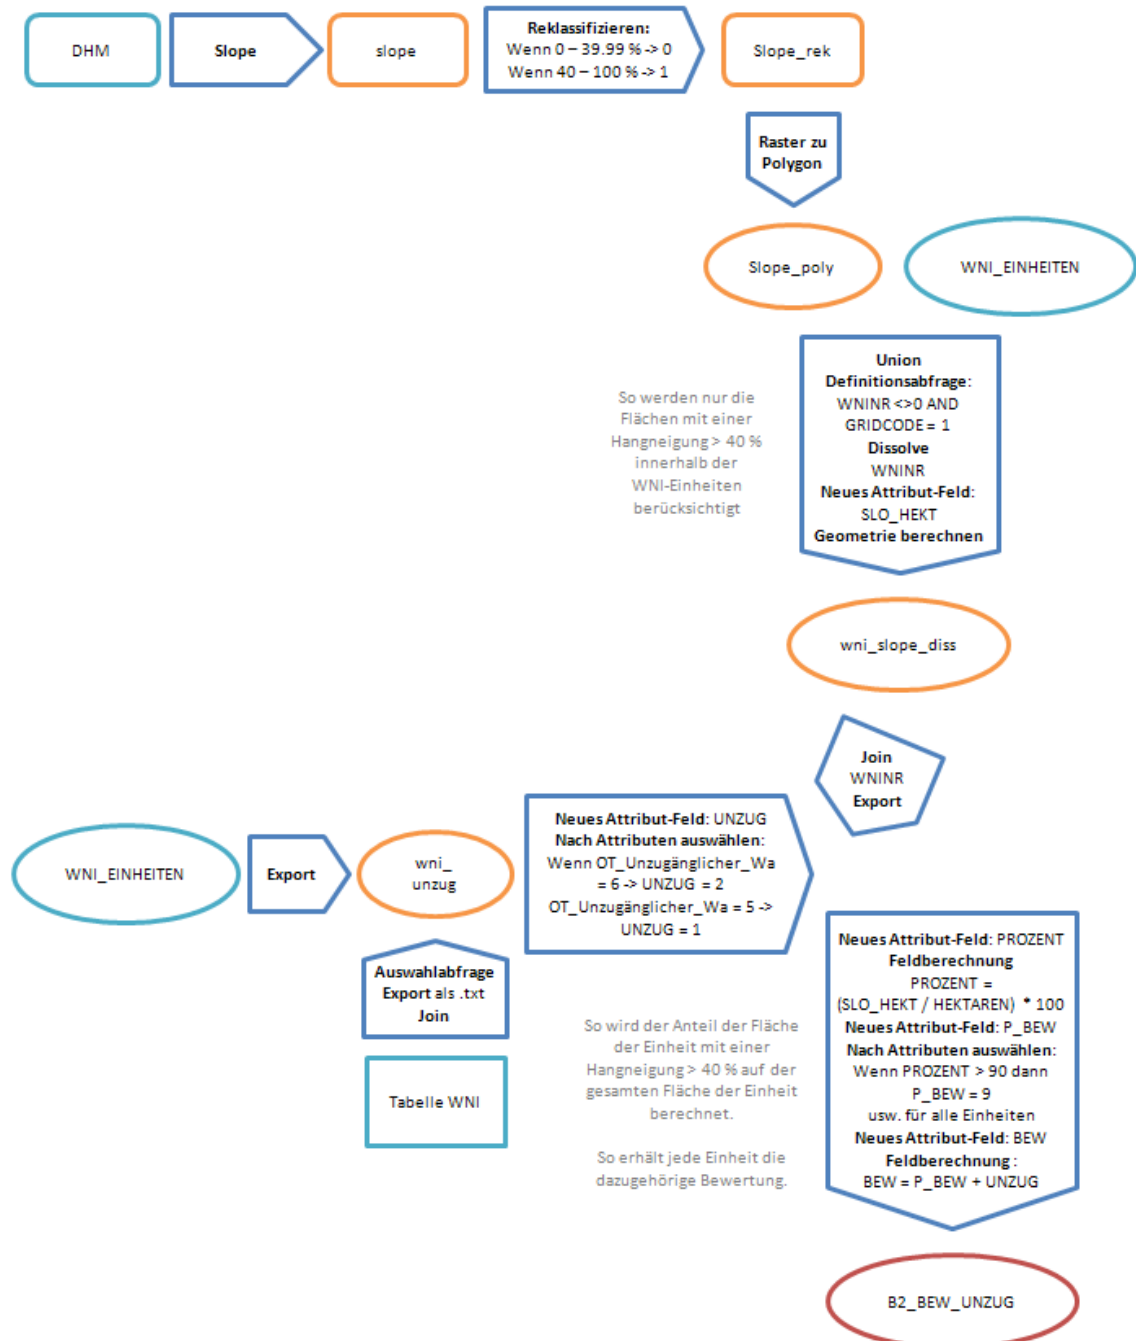 DHM
Slope
slope
Reklassifizieren:
Wenn 0 – 39.99 % -> 0
Wenn 40 – 100 % -> 1
Slope_rek
Raster zu
Polygon
Slope_poly
WNI_EINHEITEN
So werden nur die
Flächen mit einer
Hangneigung > 40 %
innerhalb der
WNI-Einheiten
berücksichtigt
Union
Definitionsabfrage:
WNINR <>0 AND
GRIDCODE = 1
Dissolve
WNINR
Neues Attribut-Feld:
SLO_HEKT
Geometrie berechnen
wni_slope_diss
Join
WNINR
Export
WNI_EINHEITEN
Export
wni_
unzug
Neues Attribut-Feld: UNZUG
Nach Attributen auswählen:
Wenn OT_Unzugänglicher_Wa
= 6 -> UNZUG = 2
OT_Unzugänglicher_Wa = 5 ->
UNZUG = 1
Auswahlabfrage
Export als .txt
Join
Tabelle WNI
So wird der Anteil der Fläche
der Einheit mit einer
Hangneigung > 40 % auf der
gesamten Fläche der Einheit
berechnet.
So erhält jede Einheit die
dazugehörige Bewertung.
Neues Attribut-Feld: PROZENT
Feldberechnung
PROZENT =
(SLO_HEKT / HEKTAREN) * 100
Neues Attribut-Feld: P_BEW
Nach Attributen auswählen:
Wenn PROZENT > 90 dann
P_BEW = 9
usw. für alle Einheiten
Neues Attribut-Feld: BEW
Feldberechnung :
BEW = P_BEW + UNZUG
B2_BEW_UNZUG